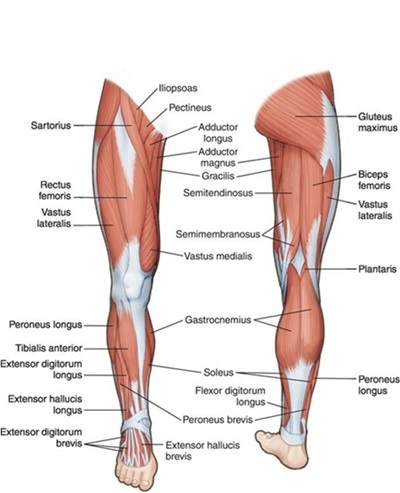 Iliopsoas
Pectineus
Sartorius
Adductor
longus
Adductor
magnus
Gracilis
Rectus
femoris
Semitendinosus
Vastus
lateralis
Semimembranosus
Vastus medialis
Gluteus
maximus
Biceps
femoris
Vastus
lateralis
Plantaris
Peroneus longus
Gastrocnemius
Tibialis anterior
Extensor digitorum
longus
Soleus
Flexor digitorum
longus
Peroneus
longus
Extensor hallucis
longus
Peroneus brevis
Extensor digitorum
brevis
Extensor hallucis
brevis